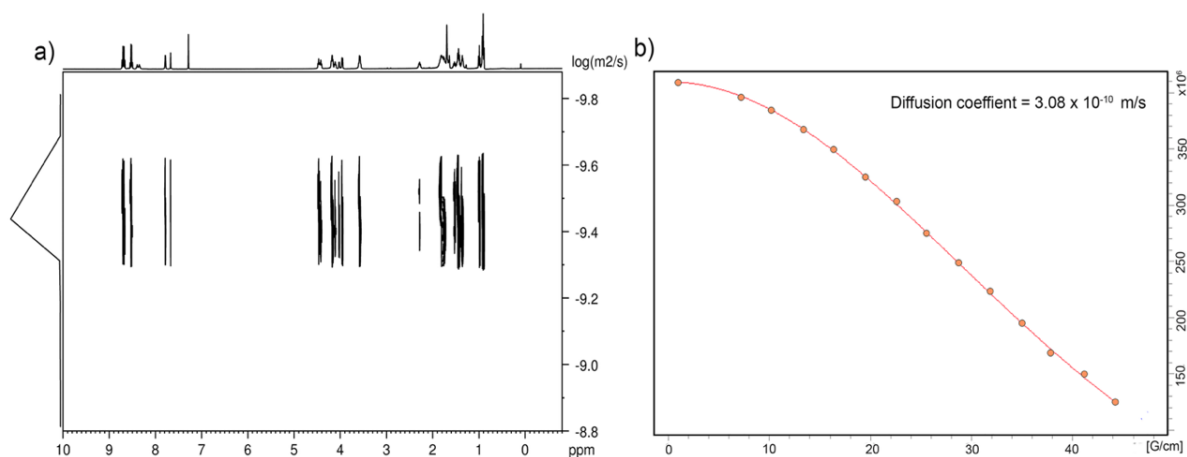 a)
log(m2/s)
-9.8
-9.6
-9.4
-9.2
-9.0
-8.8
10 9 8 7 6 5 4 3 2 1 0 ppm
b)
Diffusion coeffient = 3.08 x 10⁻¹⁰ m/s
x10⁶
350
300
250
200
150
0 10 20 30 40 [G/cm]